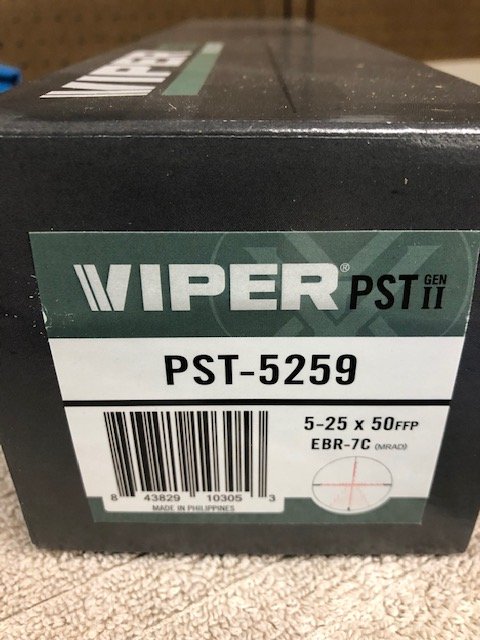 VIPER
VIPER® PST GEN II
PST-5259
5-25 x 50 FFP
EBR-7C (MRAD)
8 43829 10305 3
MADE IN PHILIPPINES